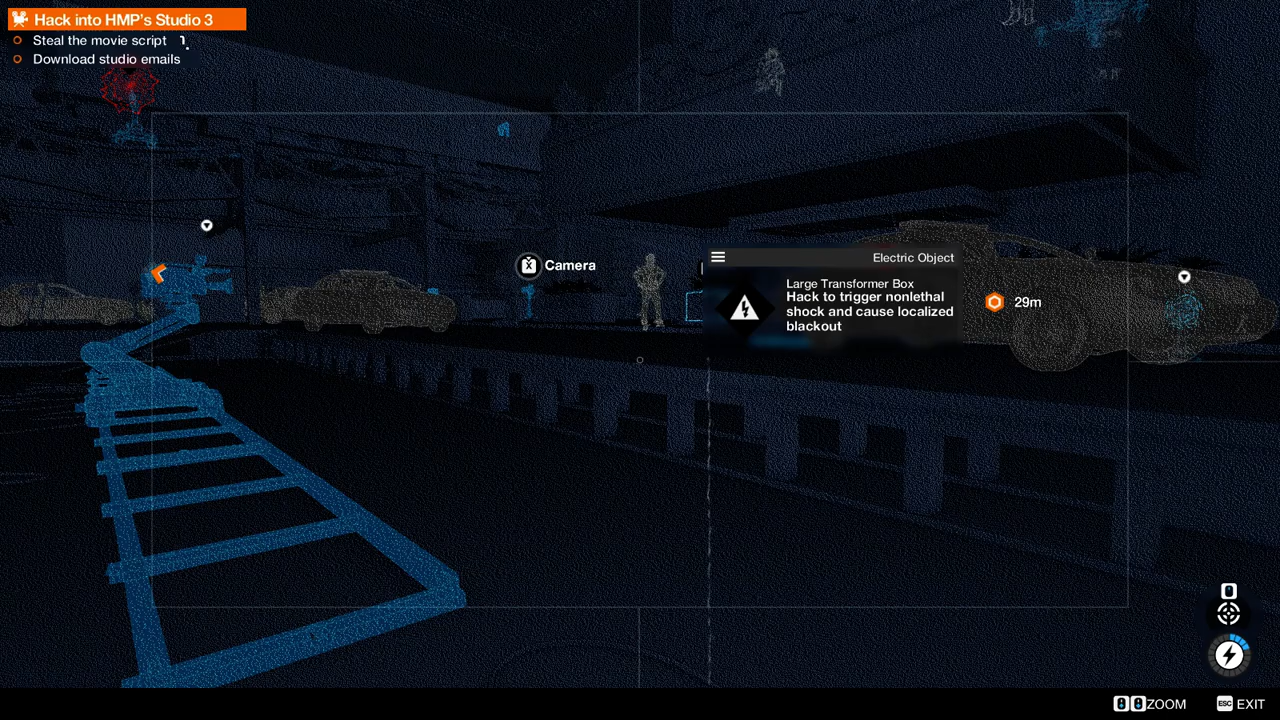 Hack into HMP's Studio 3
Steal the movie script
Download studio emails
X Camera
Electric Object
Large Transformer Box
Hack to trigger nonlethal
shock and cause localized
blackout
29m
ZOOM
ESC EXIT